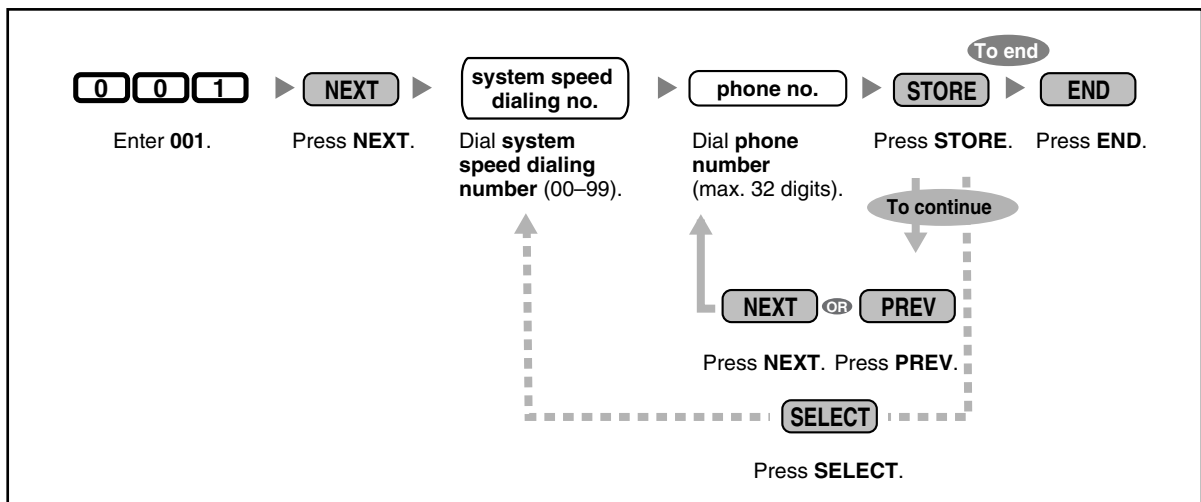 To end
0 0 1 NEXT system speed dialing no. phone no. STORE END
Enter 001. Press NEXT. Dial system speed dialing number (00–99). Dial phone number (max. 32 digits). Press STORE. Press END.
To continue
NEXT OR PREV
Press NEXT. Press PREV.
SELECT
Press SELECT.